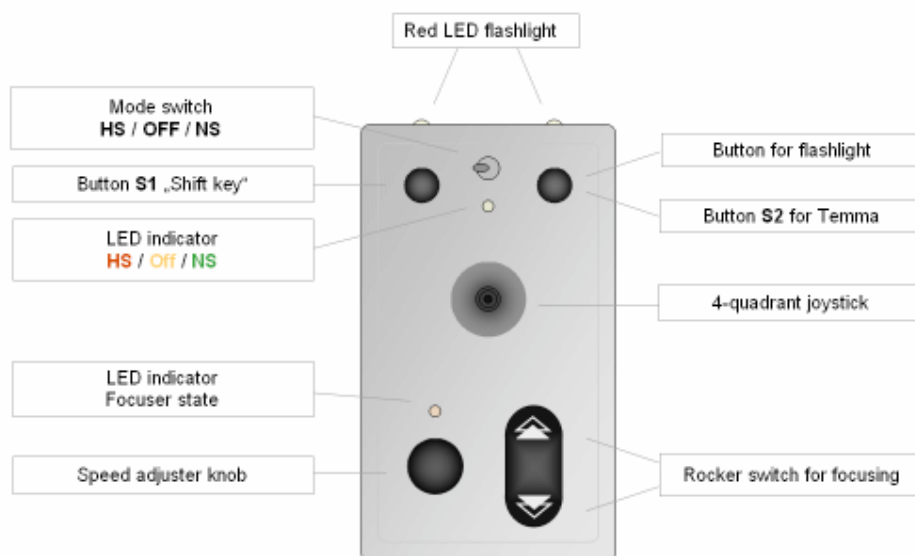 Red LED flashlight
Mode switch
HS / OFF / NS
Button for flashlight
Button S1 „Shift key“
Button S2 for Temma
LED indicator
HS / Off / NS
4-quadrant joystick
LED indicator
Focuser state
Speed adjuster knob
Rocker switch for focusing